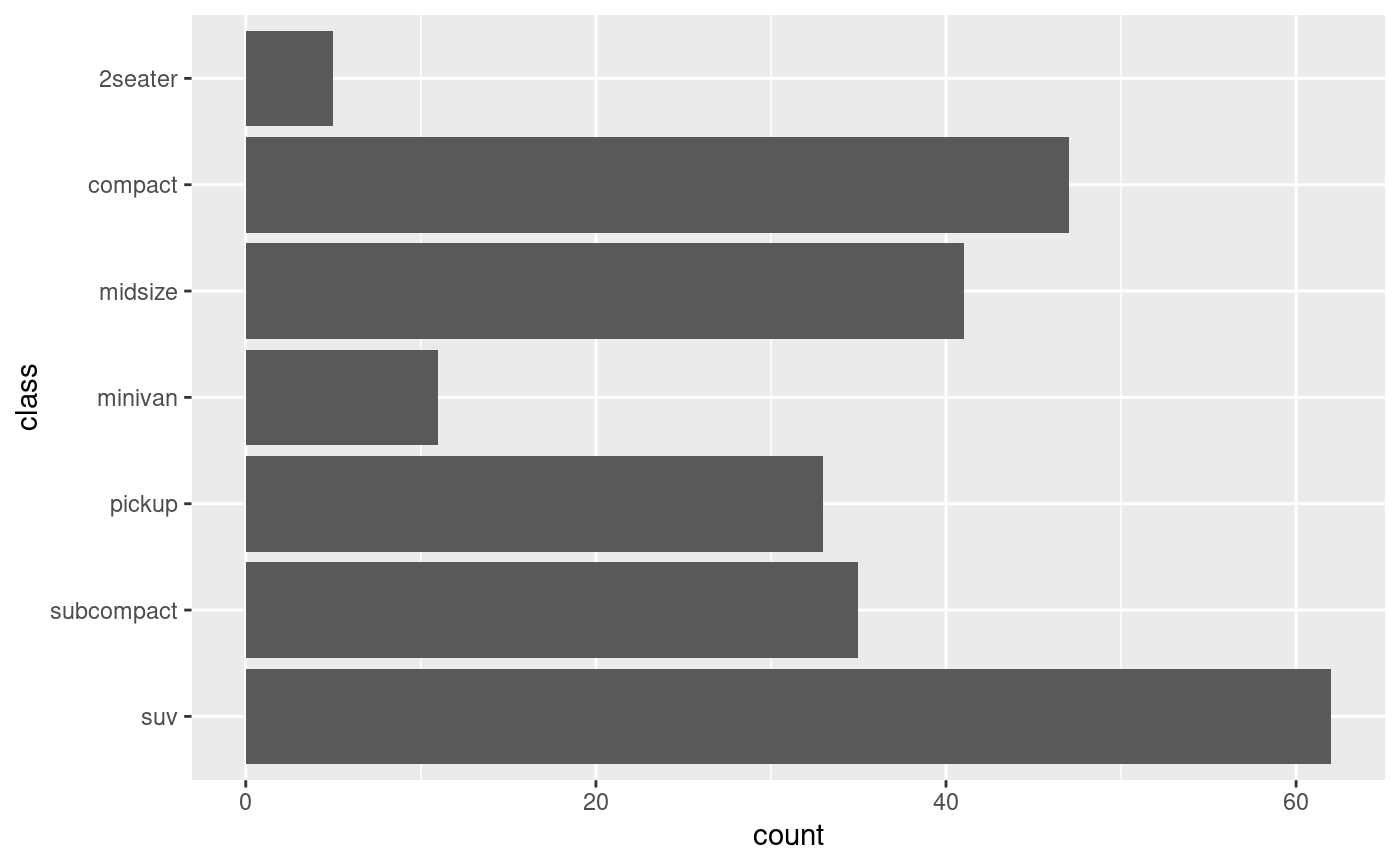 2seater
compact
midsize
minivan
pickup
subcompact
suv
class
0 20 40 60
count